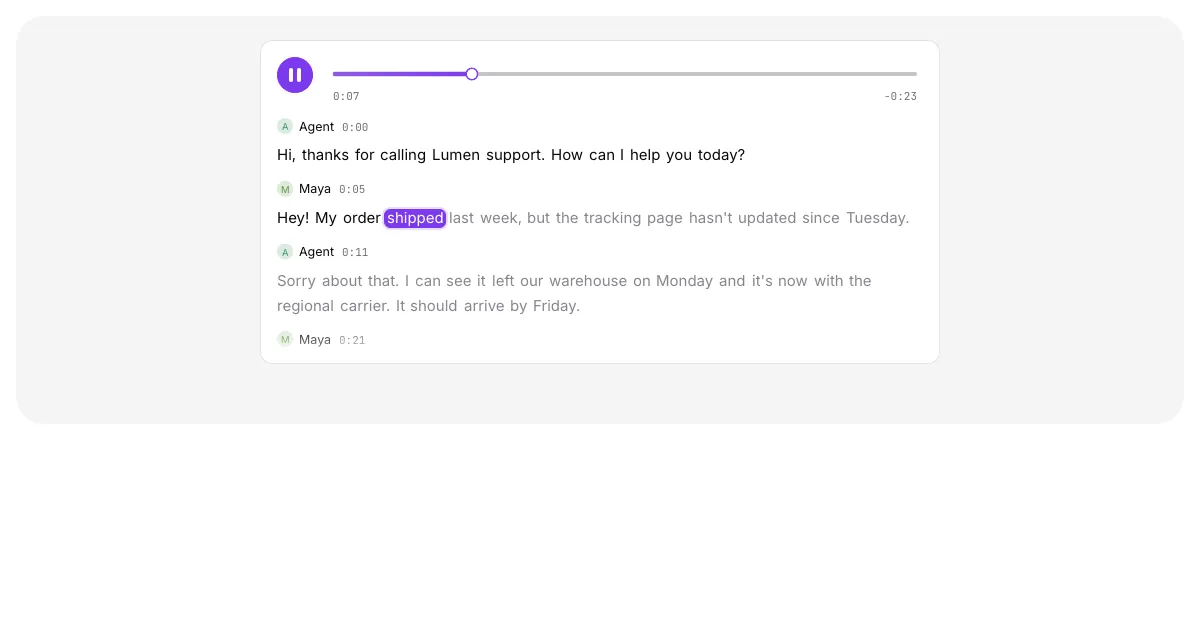 0:07 -0:23
A Agent 0:00
Hi, thanks for calling Lumen support. How can I help you today?
M Maya 0:05
Hey! My order shipped last week, but the tracking page hasn't updated since Tuesday.
A Agent 0:11
Sorry about that. I can see it left our warehouse on Monday and it's now with the
regional carrier. It should arrive by Friday.
M Maya 0:21